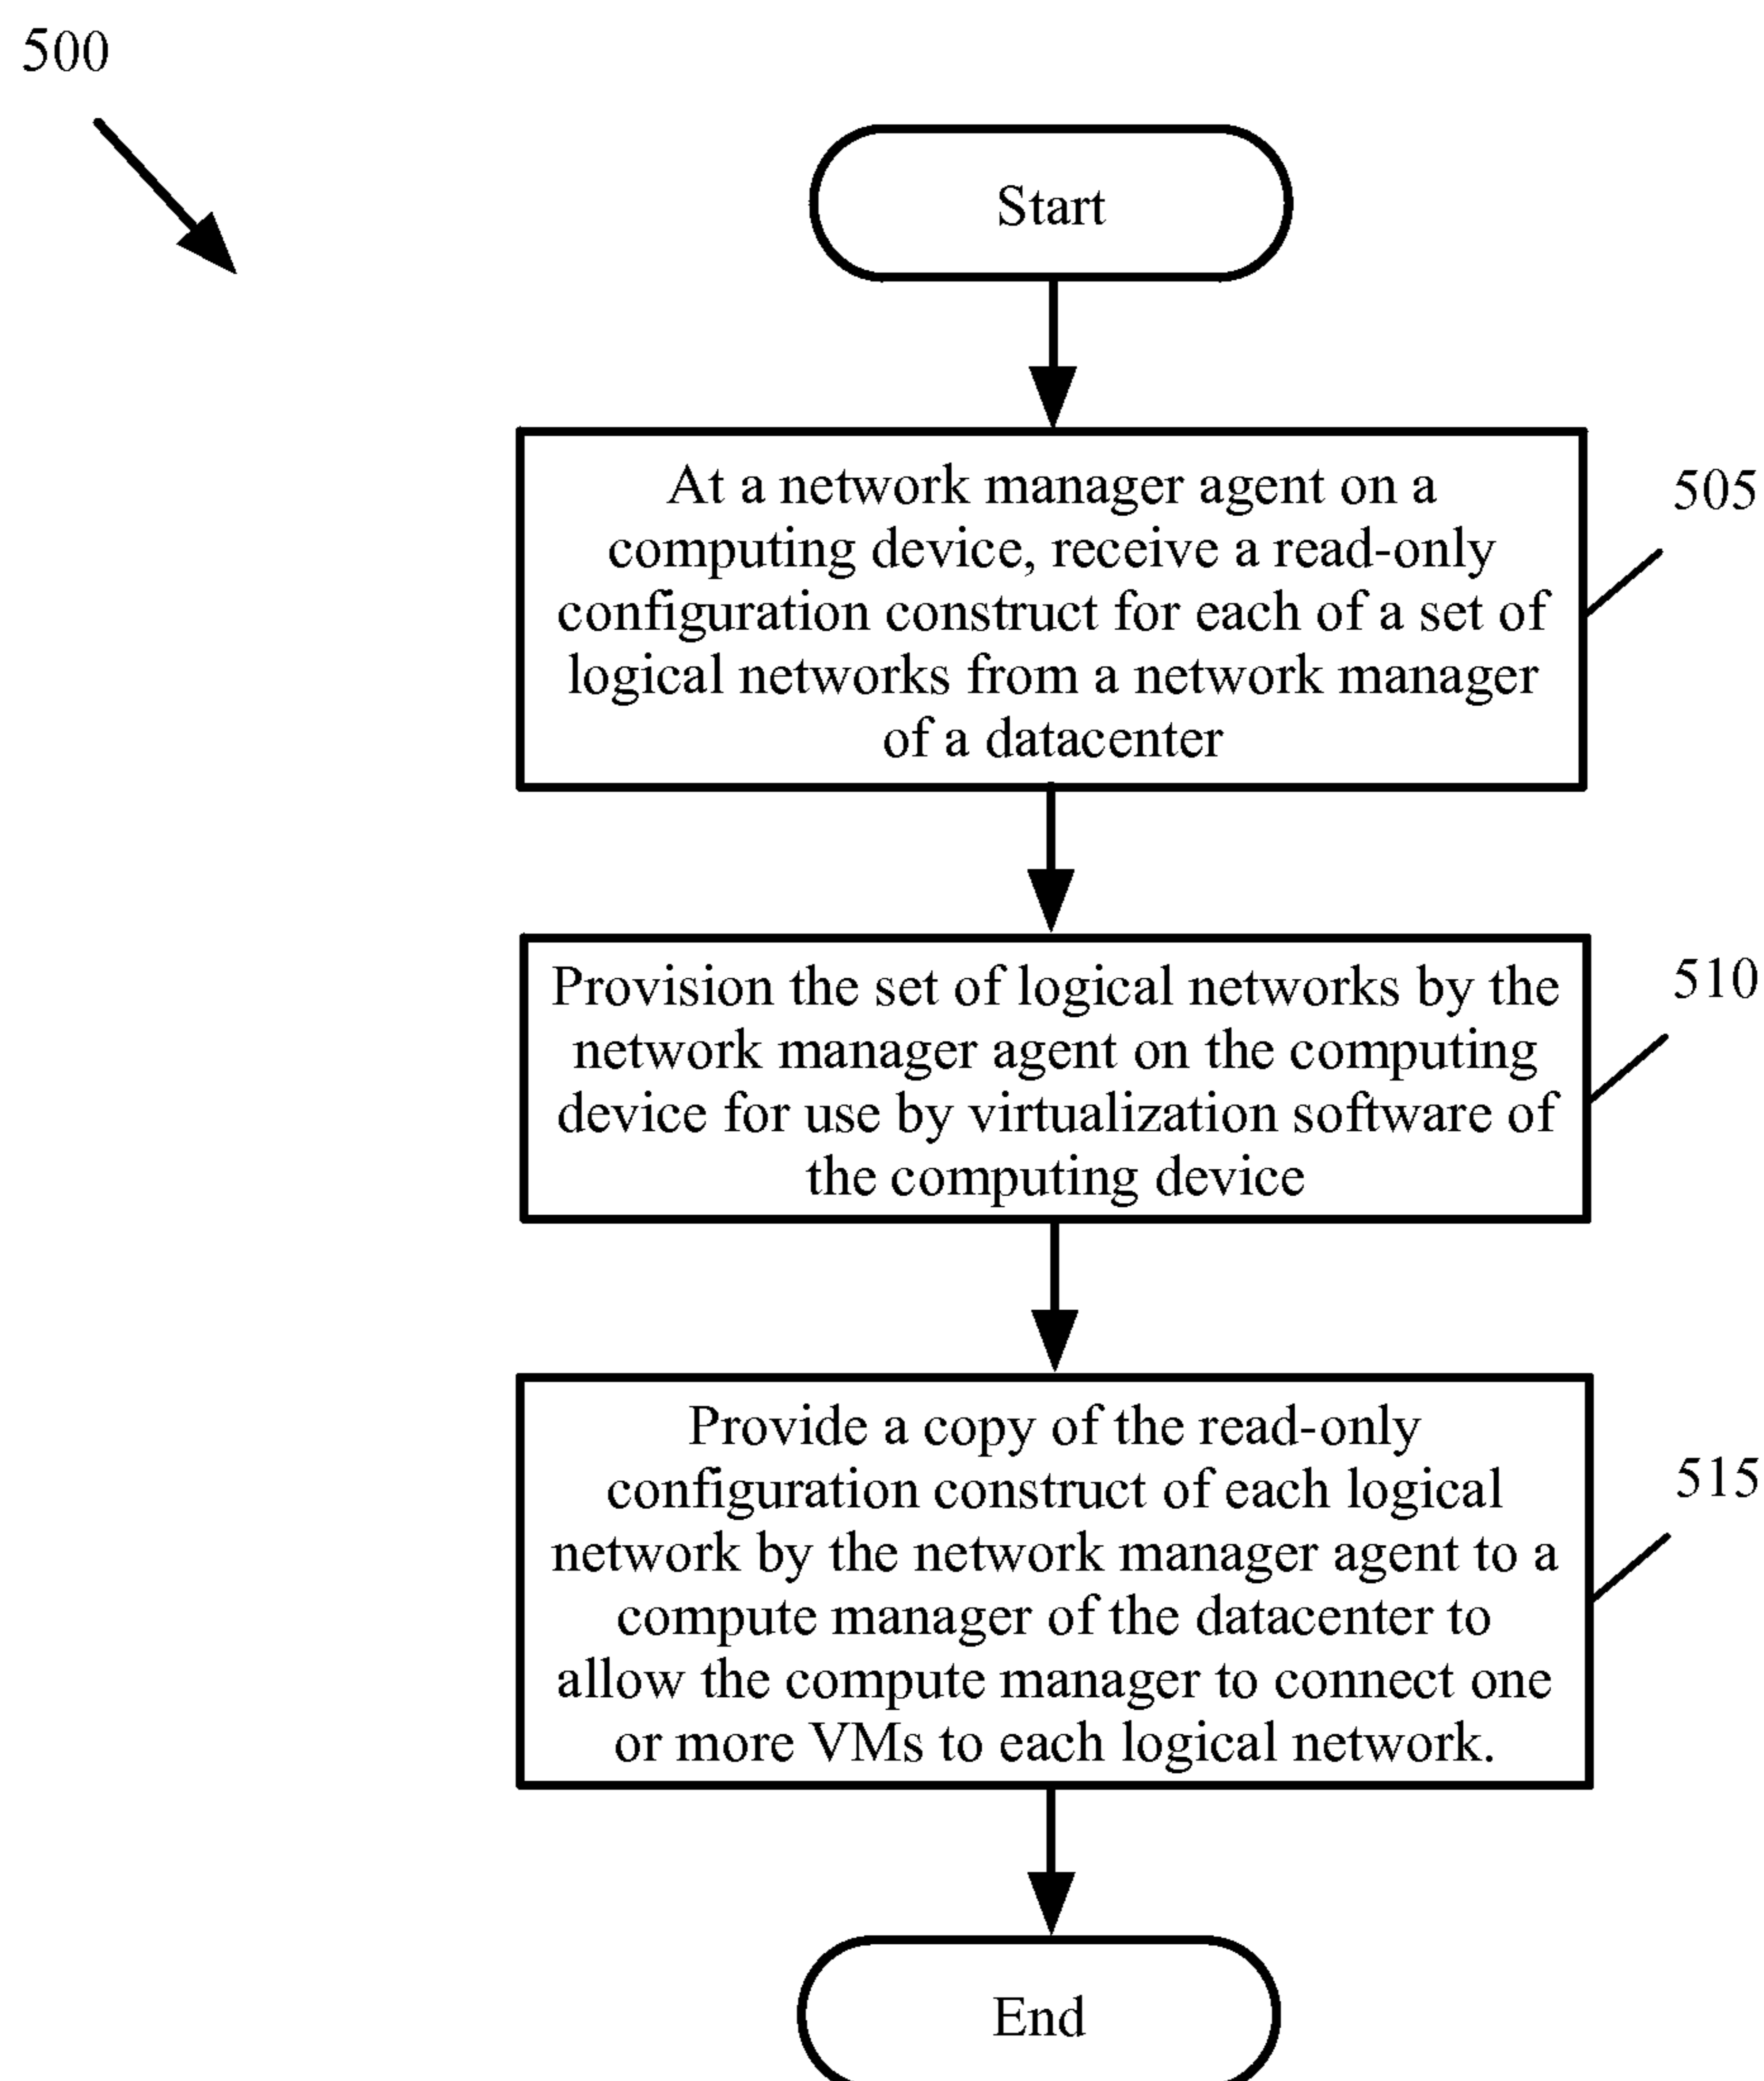 500
Start
At a network manager agent on a
computing device, receive a read-only
configuration construct for each of a set of
logical networks from a network manager
of a datacenter
505
Provision the set of logical networks by the
network manager agent on the computing
device for use by virtualization software of
the computing device
510
Provide a copy of the read-only
configuration construct of each logical
network by the network manager agent to a
compute manager of the datacenter to
allow the compute manager to connect one
or more VMs to each logical network.
515
End